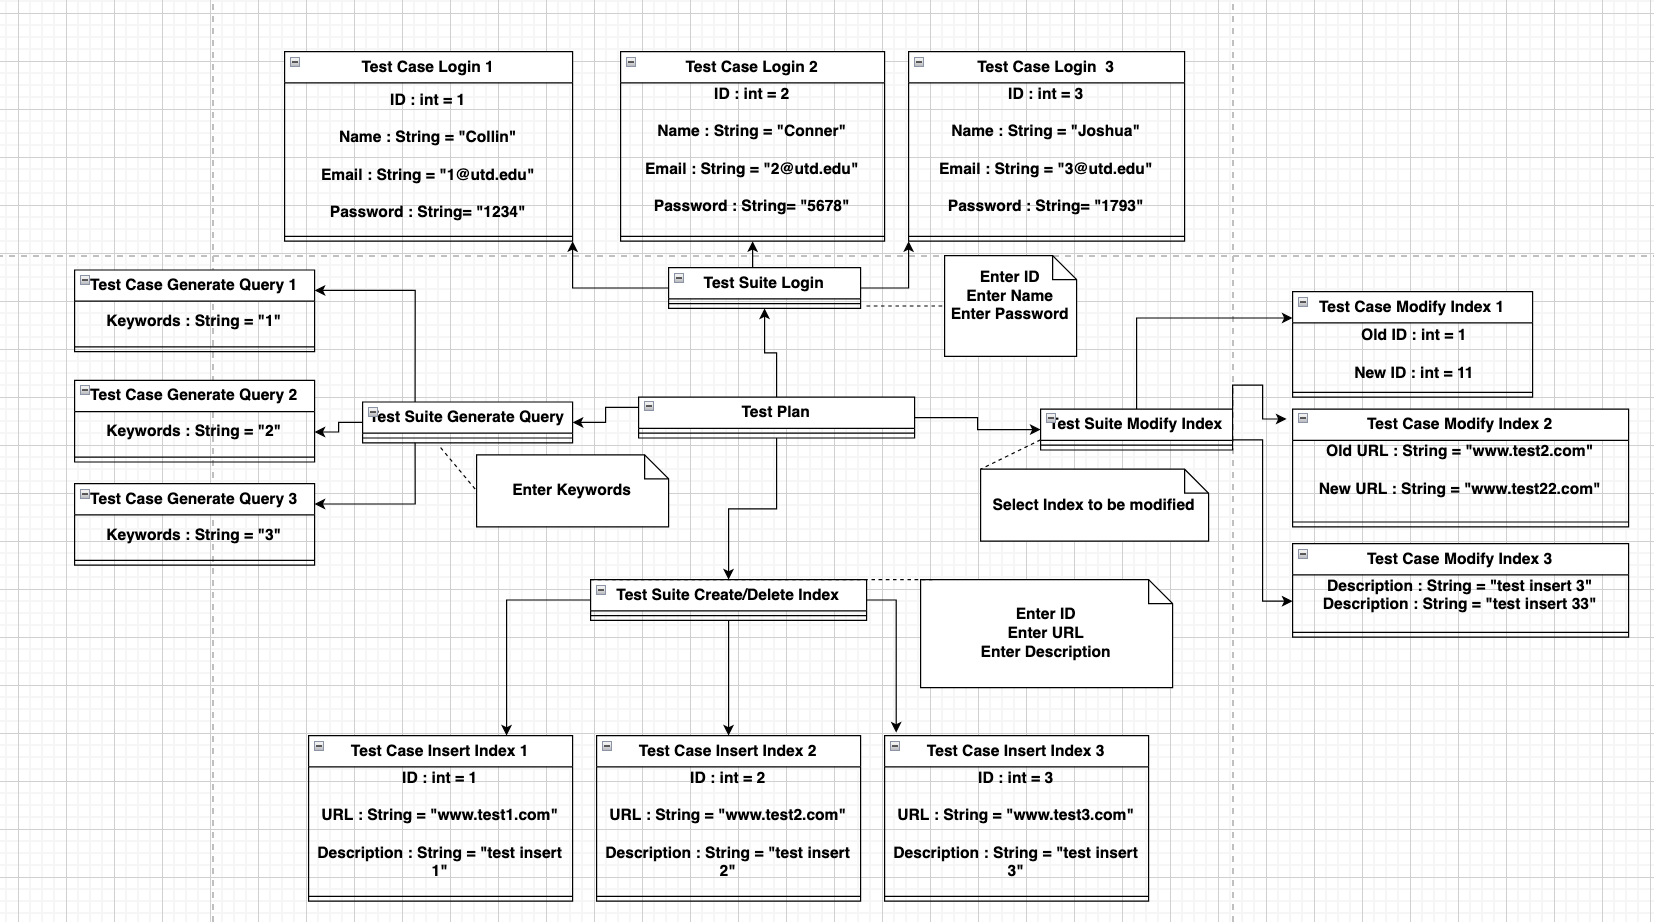 Test Case Login 1
ID : int = 1
Name : String = "Collin"
Email : String = "1@utd.edu"
Password : String= "1234"
Test Case Login 2
ID : int = 2
Name : String = "Conner"
Email : String = "2@utd.edu"
Password : String= "5678"
Test Case Login 3
ID : int = 3
Name : String = "Joshua"
Email : String = "3@utd.edu"
Password : String= "1793"
Test Suite Login
Enter ID
Enter Name
Enter Password
Test Case Generate Query 1
Keywords : String = "1"
Test Case Generate Query 2
Keywords : String = "2"
Test Case Generate Query 3
Keywords : String = "3"
Test Suite Generate Query
Enter Keywords
Test Plan
Test Suite Modify Index
Select Index to be modified
Test Case Modify Index 1
Old ID : int = 1
New ID : int = 11
Test Case Modify Index 2
Old URL : String = "www.test2.com"
New URL : String = "www.test22.com"
Test Case Modify Index 3
Description : String = "test insert 3"
Description : String = "test insert 33"
Test Suite Create/Delete Index
Enter ID
Enter URL
Enter Description
Test Case Insert Index 1
ID : int = 1
URL : String = "www.test1.com"
Description : String = "test insert
1"
Test Case Insert Index 2
ID : int = 2
URL : String = "www.test2.com"
Description : String = "test insert
2"
Test Case Insert Index 3
ID : int = 3
URL : String = "www.test3.com"
Description : String = "test insert
3"